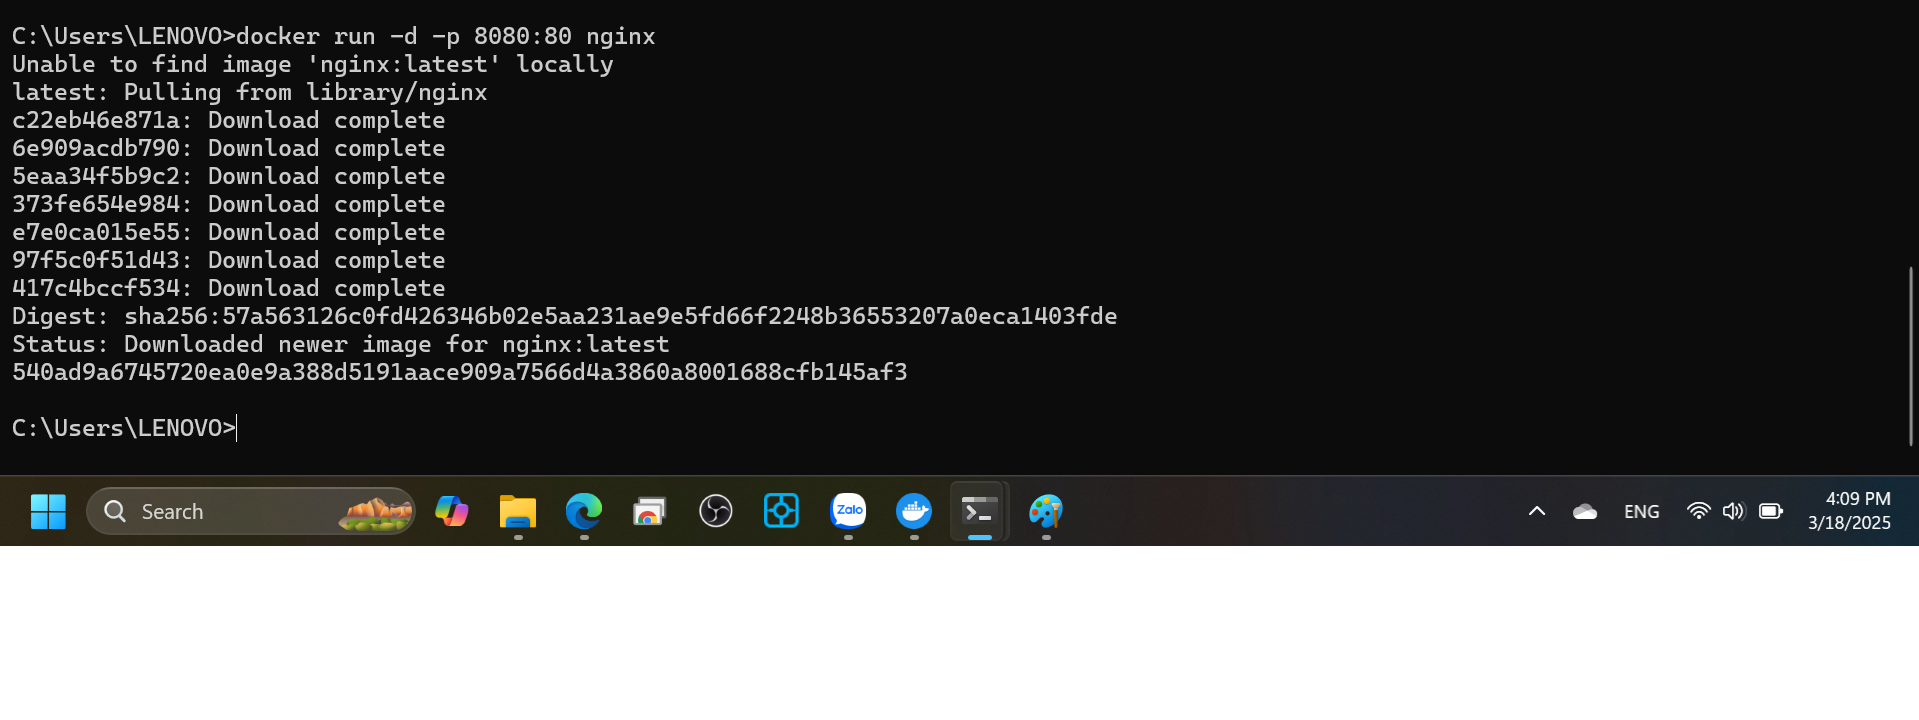 C:\Users\LENOVO>docker run -d -p 8080:80 nginx
Unable to find image 'nginx:latest' locally
latest: Pulling from library/nginx
c22eb46e871a: Download complete
6e909acdb790: Download complete
5eaa34f5b9c2: Download complete
373fe654e984: Download complete
e7e0ca015e55: Download complete
97f5c0f51d43: Download complete
417c4bccf534: Download complete
Digest: sha256:57a563126c0fd426346b02e5aa231ae9e5fd66f2248b36553207a0eca1403fde
Status: Downloaded newer image for nginx:latest
540ad9a6745720ea0e9a388d5191aace909a7566d4a3860a8001688cfb145af3
C:\Users\LENOVO>
Search
Zalo
ENG
4:09 PM
3/18/2025